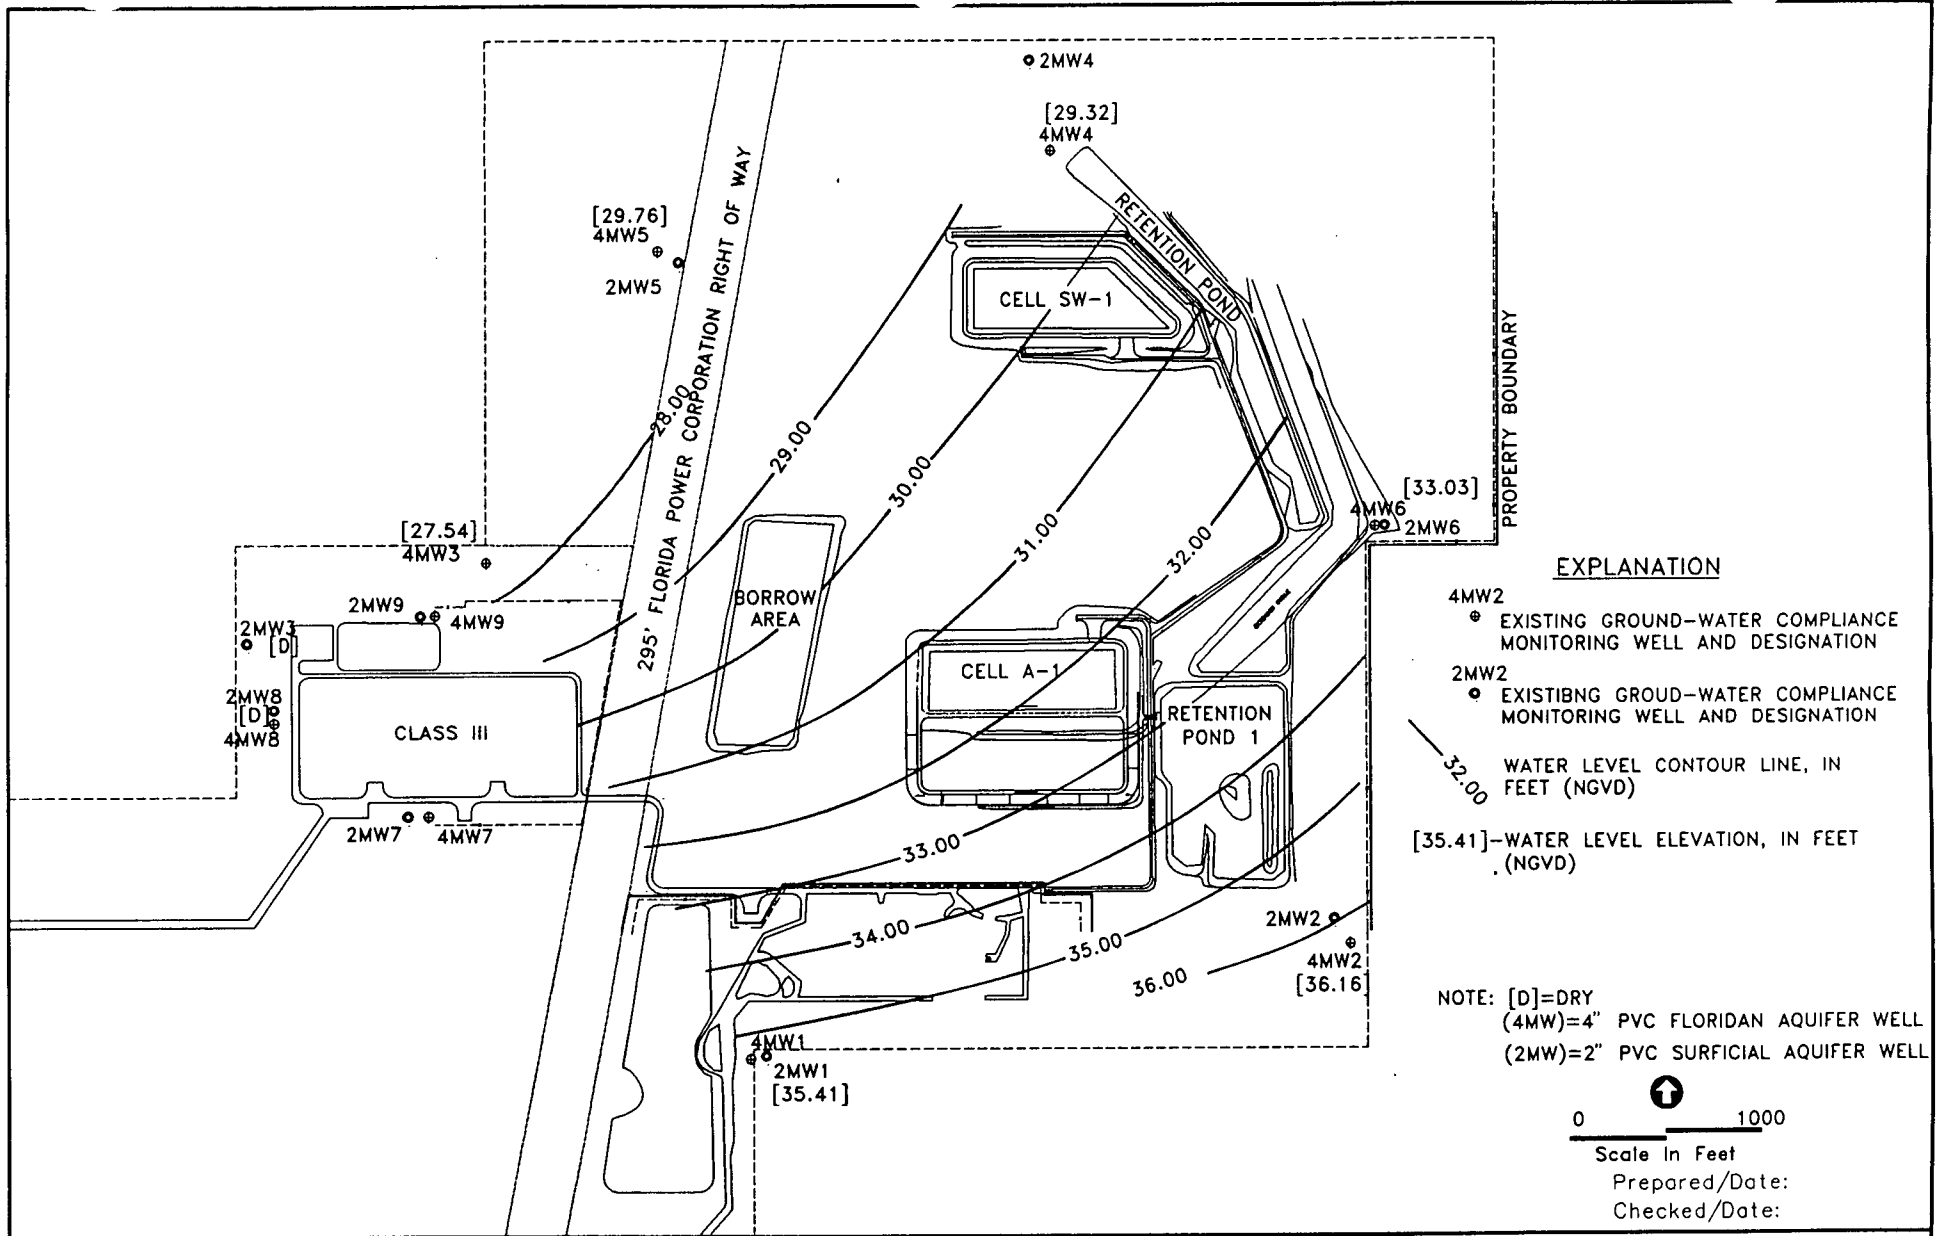 2MW4
[29.32]
4MW4
RETENTION POND
[29.76]
4MW5
2MW5
295' FLORIDA POWER CORPORATION RIGHT OF WAY
CELL SW-1
28.00
29.00
30.00
31.00
32.00
PROPERTY BOUNDARY
[33.03]
4MW6
2MW6
[27.54]
4MW3
2MW9
4MW9
2MW3
[D]
2MW8
[D]
4MW8
CLASS III
2MW7
4MW7
BORROW
AREA
CELL A-1
RETENTION
POND 1
33.00
34.00
35.00
36.00
2MW2
4MW2
[36.16]
4MW1
2MW1
[35.41]
EXPLANATION
4MW2
EXISTING GROUND-WATER COMPLIANCE
MONITORING WELL AND DESIGNATION
2MW2
EXISTIBNG GROUD-WATER COMPLIANCE
MONITORING WELL AND DESIGNATION
32.00
WATER LEVEL CONTOUR LINE, IN
FEET (NGVD)
[35.41]-WATER LEVEL ELEVATION, IN FEET
(NGVD)
NOTE: [D]=DRY
(4MW)=4" PVC FLORIDAN AQUIFER WELL
(2MW)=2" PVC SURFICIAL AQUIFER WELL
0 1000
Scale In Feet
Prepared/Date:
Checked/Date: